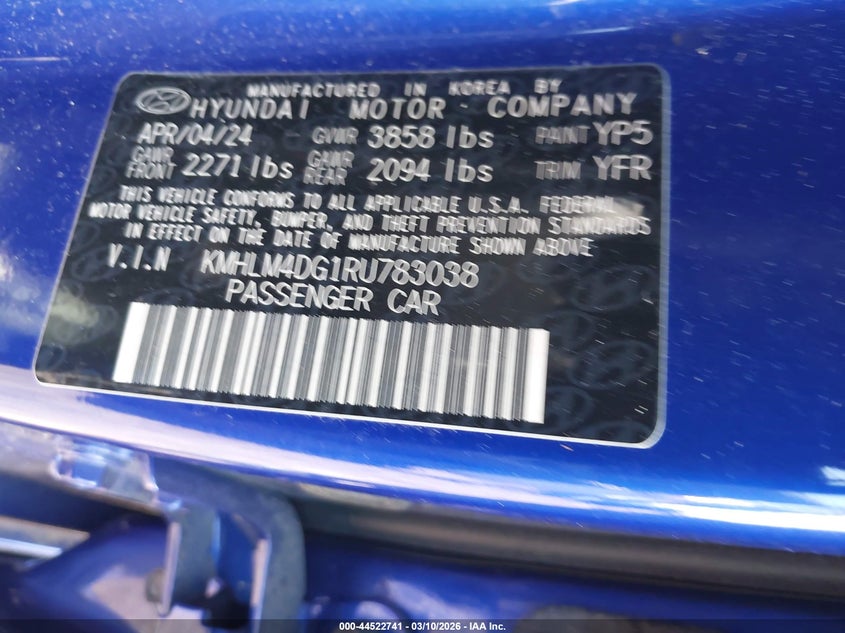 MANUFACTURED IN KOREA BY
HYUNDAI MOTOR COMPANY
APR/04/24 GVWR 3858 lbs PAINT YP5
GAWR FRONT 2271 lbs GAWR REAR 2094 lbs TRIM YFR
THIS VEHICLE CONFORMS TO ALL APPLICABLE U.S.A. FEDERAL
MOTOR VEHICLE SAFETY, BUMPER, AND THEFT PREVENTION STANDARDS
IN EFFECT ON THE DATE OF MANUFACTURE SHOWN ABOVE
V.I.N KMHLM4DG1RU783038
PASSENGER CAR
000-44522741 - 03/10/2026 - IAA Inc.